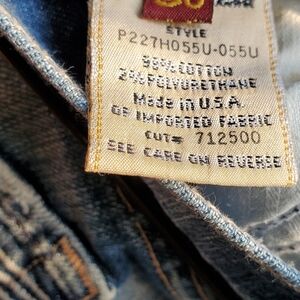 STYLE
P227H055U-055U
98% COTTON
2% POLYURETHANE
Made in U.S.A.
OF IMPORTED FABRIC
CUT# 712500
SEE CARE ON REVERSE